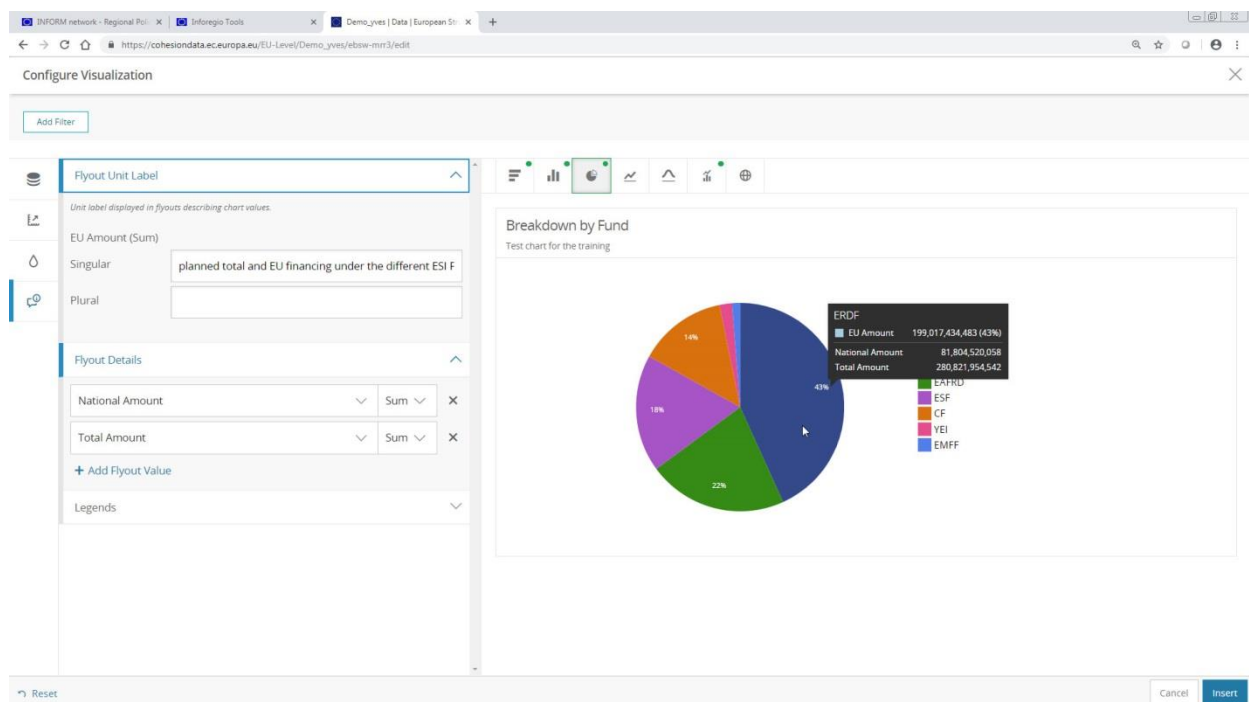 INFORM network - Regional Poli
Inforegio Tools
Demo_yves | Data | European Str
https://cohesiondata.ec.europa.eu/EU-Level/Demo_yves/ebsw-mrr3/edit
Configure Visualization
Add Filter
Flyout Unit Label
Unit label displayed in flyouts describing chart values.
EU Amount (Sum)
Singular
planned total and EU financing under the different ESI F
Plural
Flyout Details
National Amount
Sum
Total Amount
Sum
+ Add Flyout Value
Legends
Breakdown by Fund
Test chart for the training
14%
18%
22%
43%
ERDF
EU Amount 199,017,434,483 (43%)
National Amount 81,804,520,058
Total Amount 280,821,954,542
EAFRD
ESF
CF
YEI
EMFF
Reset
Cancel
Insert